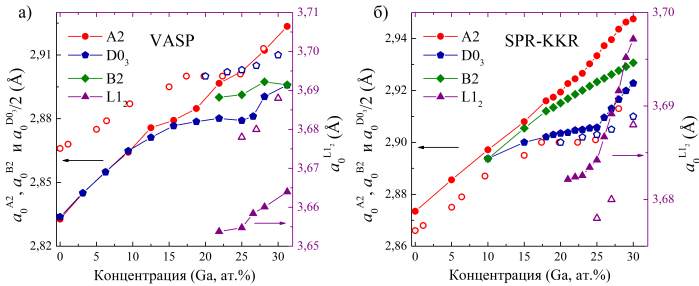 а)
VASP
A2
D0₃
B2
L1₂
2,91
2,88
2,85
2,82
3,71
3,70
3,69
3,68
3,67
3,66
3,65
0 5 10 15 20 25 30
Концентрация (Ga, ат.%)
a₀^A2, a₀^B2 и a₀^D0₃/2 (Å)
a₀^L1₂ (Å)
б)
SPR-KKR
A2
D0₃
B2
L1₂
2,94
2,92
2,90
2,88
2,86
3,70
3,69
3,68
0 5 10 15 20 25 30
Концентрация (Ga, ат.%)
a₀^A2, a₀^B2 и a₀^D0₃/2 (Å)
a₀^L1₂ (Å)